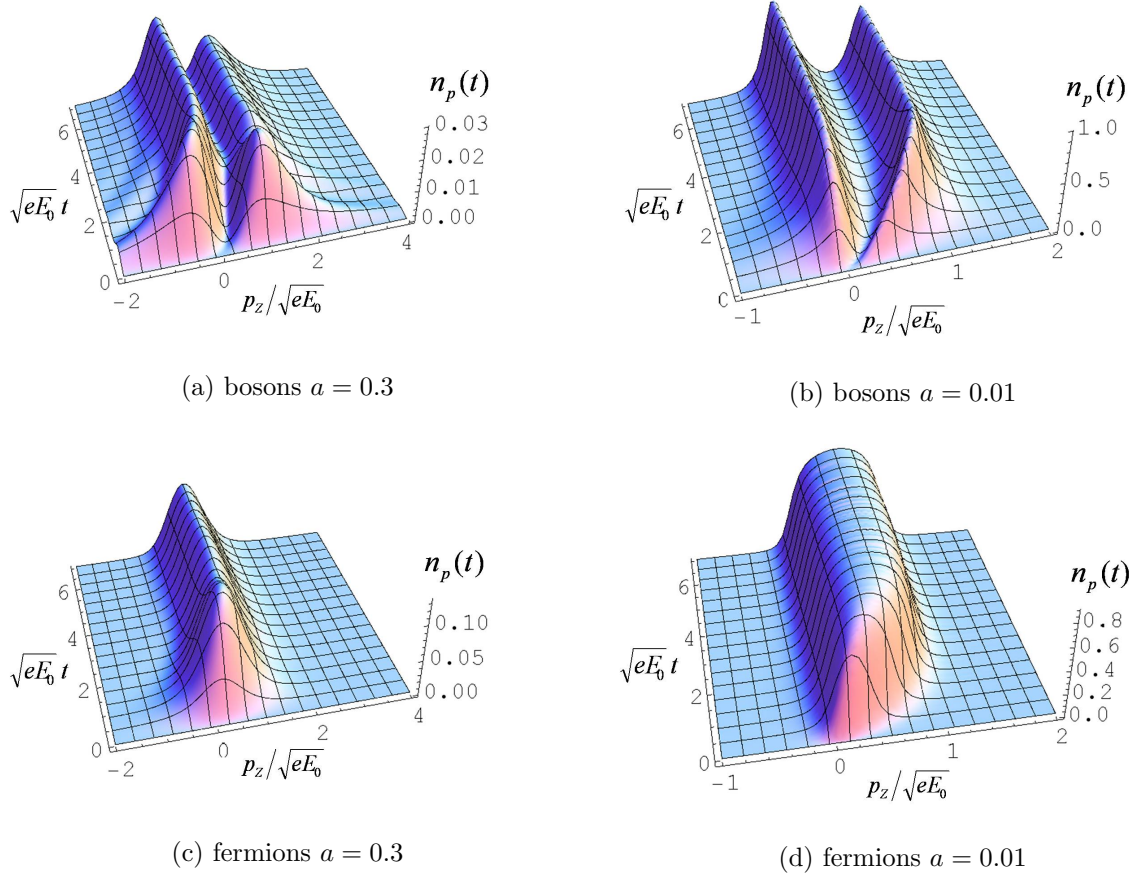 n_p(t)
0.03
0.02
0.01
0.00
6
4
2
0
√eE₀ t
-2
0
2
4
p_Z/√eE₀
(a) bosons a = 0.3
n_p(t)
1.0
0.5
0.0
6
4
2
0
√eE₀ t
-1
0
1
2
p_Z/√eE₀
(b) bosons a = 0.01
n_p(t)
0.10
0.05
0.00
6
4
2
0
√eE₀ t
-2
0
2
4
p_Z/√eE₀
(c) fermions a = 0.3
n_p(t)
0.8
0.6
0.4
0.2
0.0
6
4
2
0
√eE₀ t
-1
0
1
2
p_Z/√eE₀
(d) fermions a = 0.01